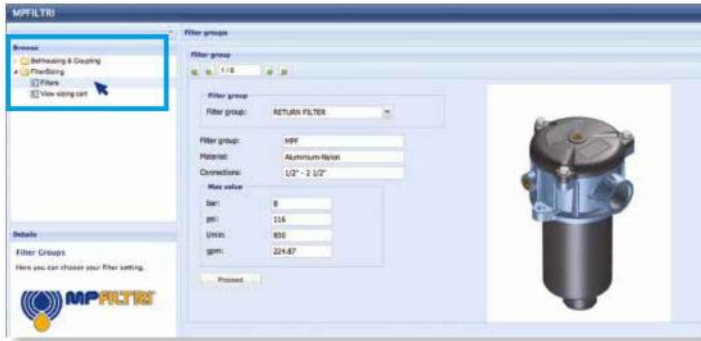 MPFILTRI
Browse
Bellhousing & Coupling
FilterSizing
Filters
View sizing cart
Details
Filter Groups
Here you can choose your filter setting.
MPFILTRI
Filter groups
Filter group
1/8
Filter group
Filter group: RETURN FILTER
Filter group: MPF
Material: Aluminium-Nylon
Connections: 1/2" - 2 1/2"
Max value
bar: 8
psi: 116
l/min: 850
gpm: 224.87
Proceed